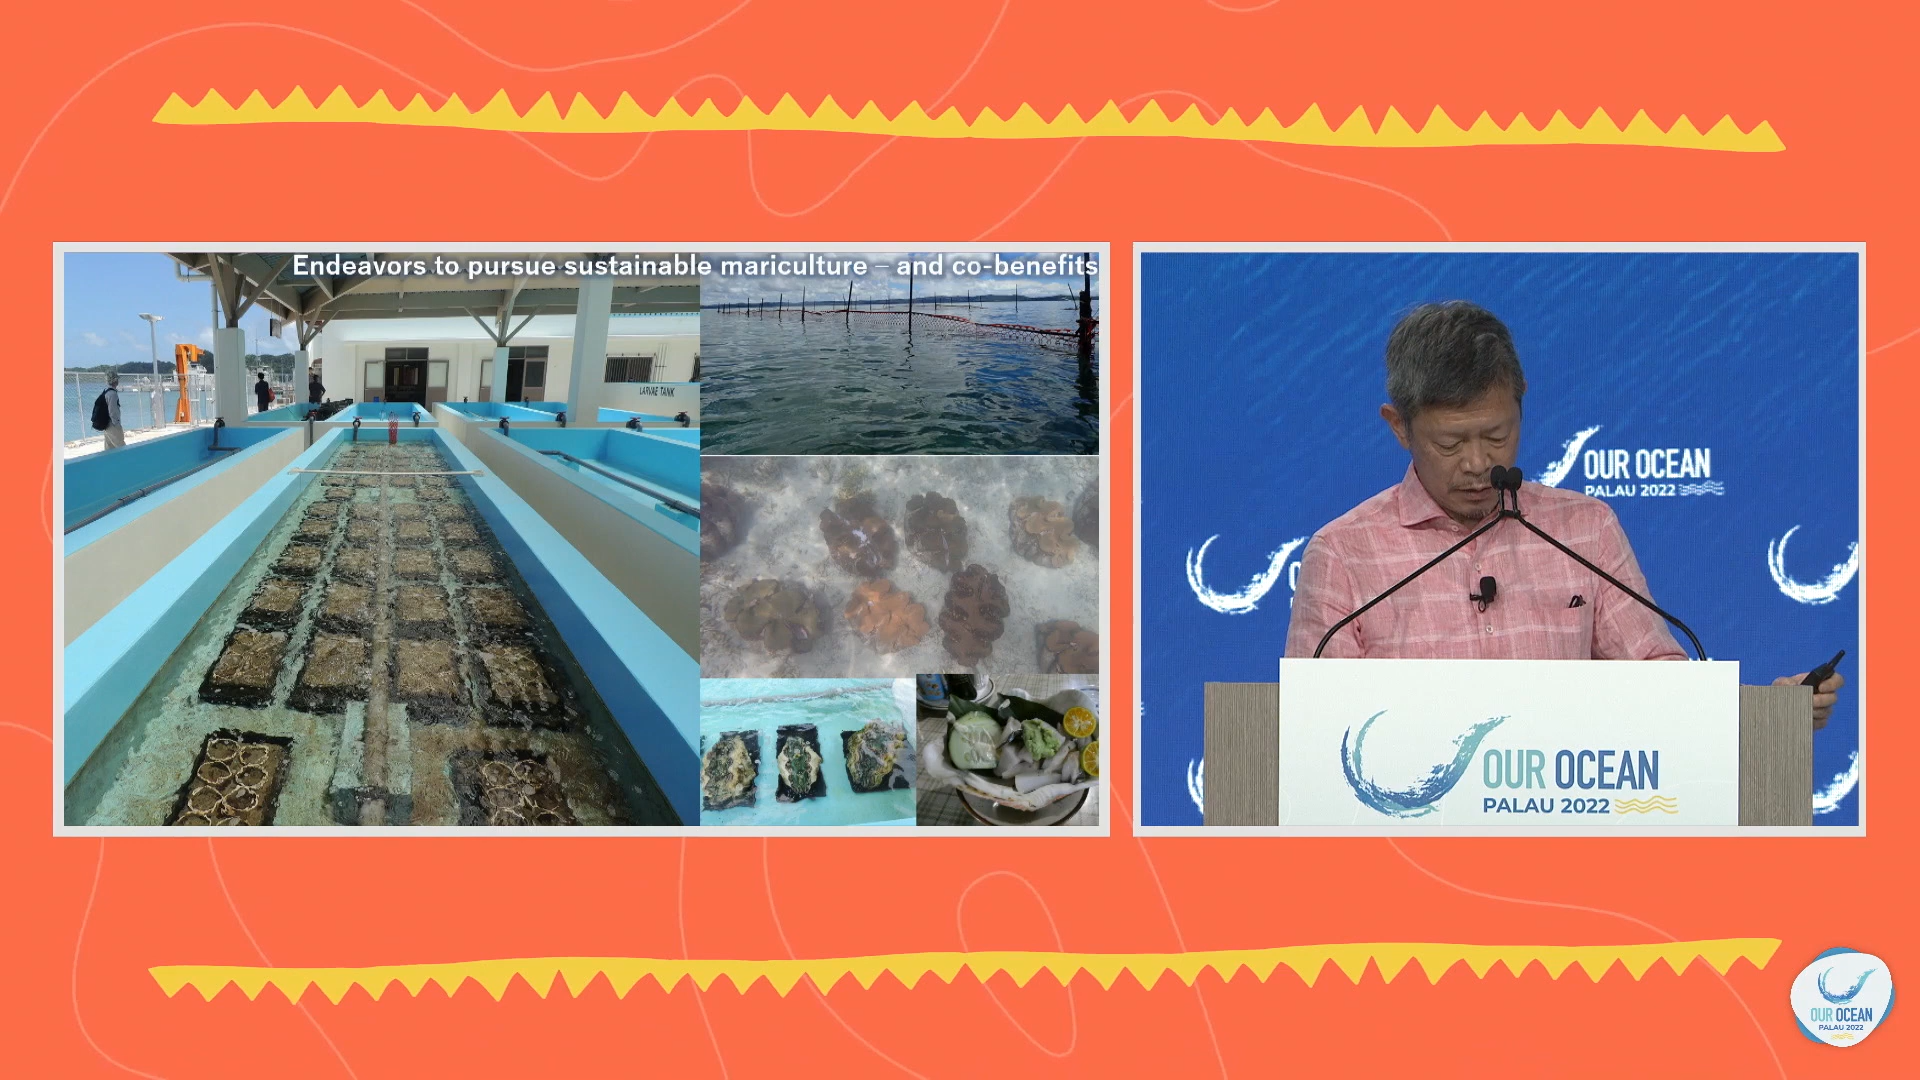 Endeavors to pursue sustainable mariculture – and co-benefits
LARVAE TANK
OUR OCEAN
PALAU 2022
OUR OCEAN
PALAU 2022
OUR OCEAN
PALAU 2022